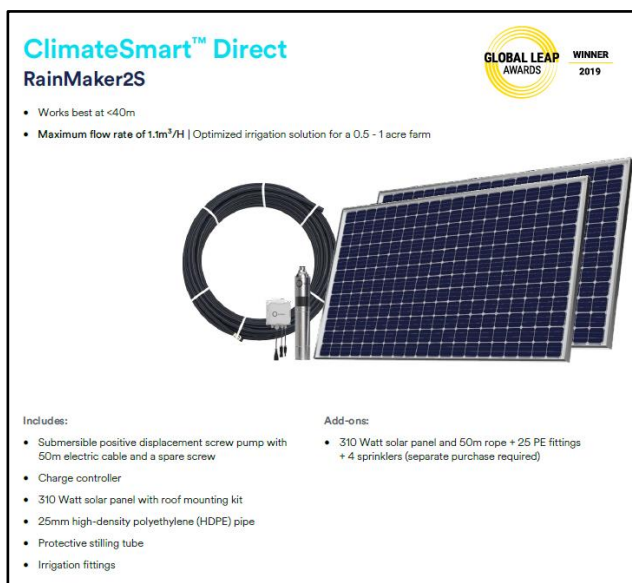 ClimateSmart™ Direct
RainMaker2S
GLOBAL LEAP
AWARDS
WINNER
2019
• Works best at <40m
• Maximum flow rate of 1.1m³/H | Optimized irrigation solution for a 0.5 - 1 acre farm
Includes:
• Submersible positive displacement screw pump with
50m electric cable and a spare screw
• Charge controller
• 310 Watt solar panel with roof mounting kit
• 25mm high-density polyethylene (HDPE) pipe
• Protective stilling tube
• Irrigation fittings
Add-ons:
• 310 Watt solar panel and 50m rope + 25 PE fittings
+ 4 sprinklers (separate purchase required)